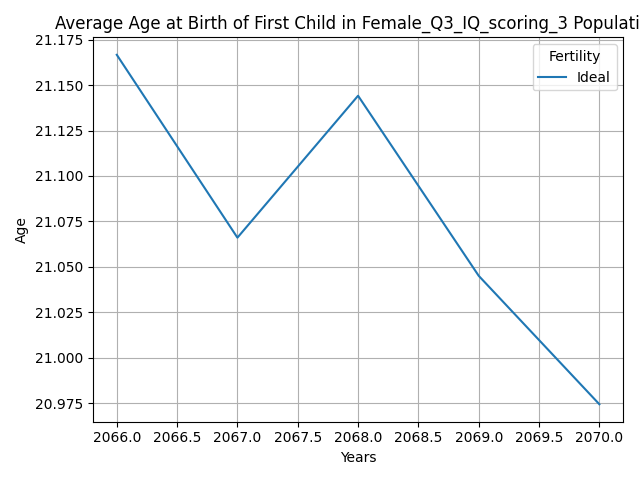 Average Age at Birth of First Child in Female_Q3_IQ_scoring_3 Populati
21.175
21.150
21.125
21.100
21.075
21.050
21.025
21.000
20.975
Age
Fertility
Ideal
2066.0 2066.5 2067.0 2067.5 2068.0 2068.5 2069.0 2069.5 2070.0
Years